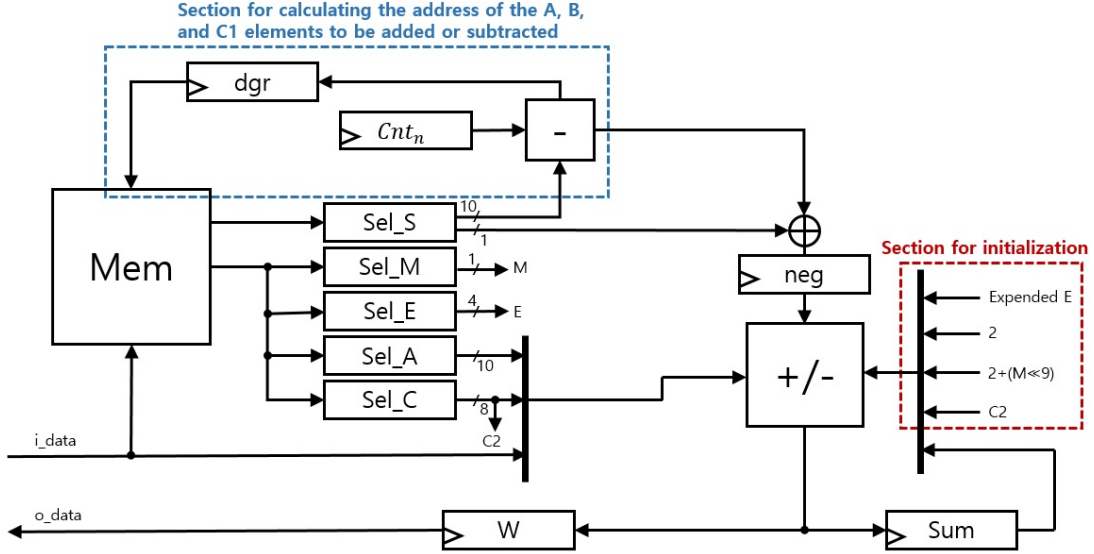 Section for calculating the address of the A, B,
and C1 elements to be added or subtracted
dgr
Cntₙ
-
Mem
Sel_S
10
1
Sel_M
1
M
Sel_E
4
E
Sel_A
10
Sel_C
8
C2
i_data
neg
+/-
Section for initialization
Expended E
2
2+(M≪9)
C2
o_data
W
Sum